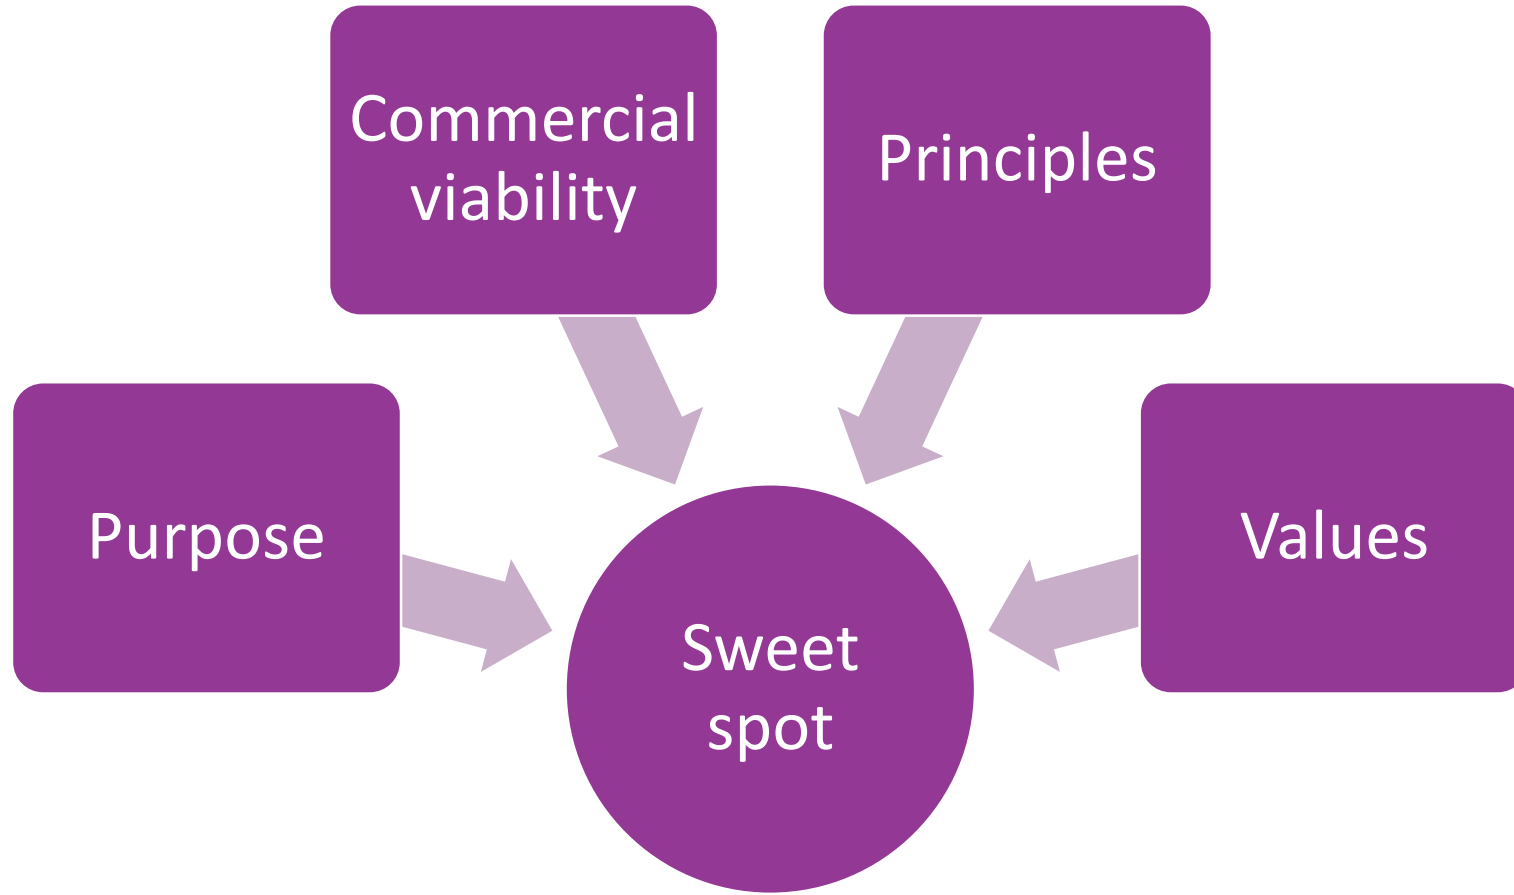 Commercial
viability
Principles
Purpose
Values
Sweet
spot